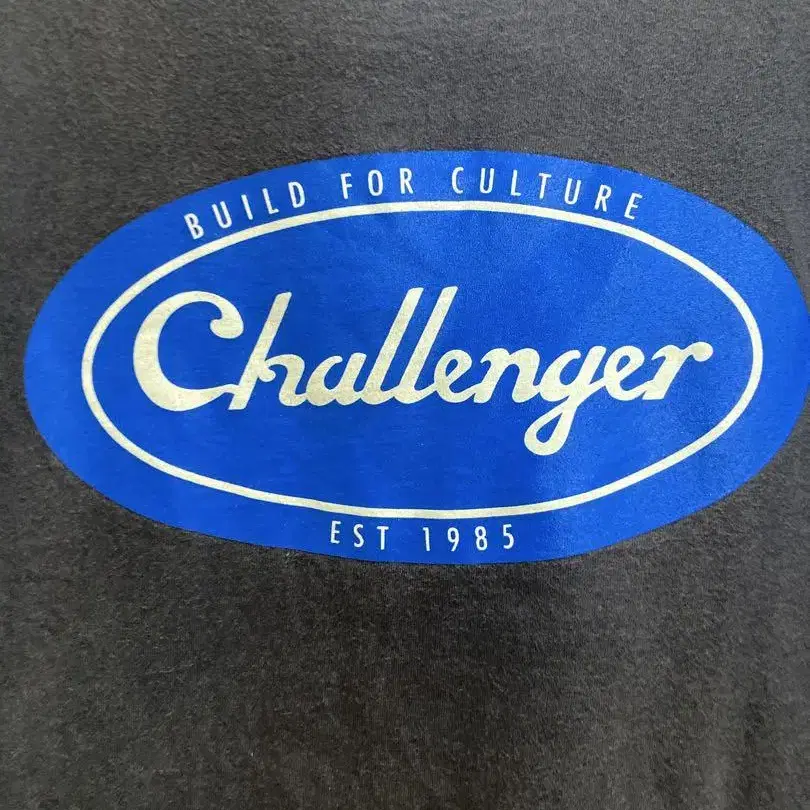 BUILD FOR CULTURE
Challenger
EST 1985